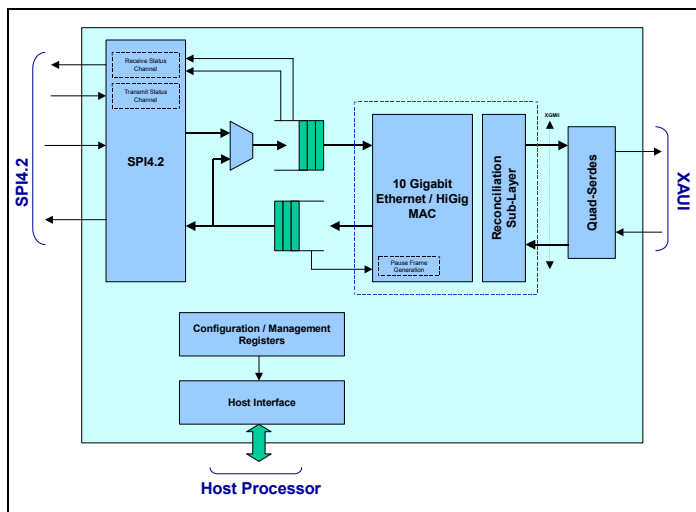 Receive Status
Channel
Transmit Status
Channel
SPI4.2
SPI4.2
10 Gigabit
Ethernet / HiGig
MAC
Pause Frame
Generation
Reconciliation
Sub-Layer
XGMII
Quad-Serdes
XAUI
Configuration / Management
Registers
Host Interface
Host Processor